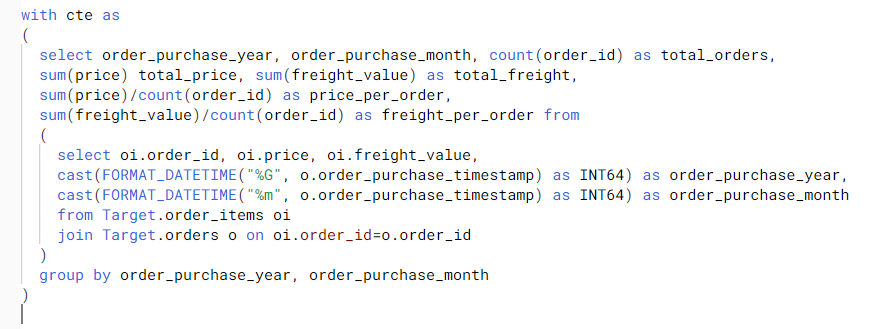 with cte as
(
select order_purchase_year, order_purchase_month, count(order_id) as total_orders,
sum(price) total_price, sum(freight_value) as total_freight,
sum(price)/count(order_id) as price_per_order,
sum(freight_value)/count(order_id) as freight_per_order from
(
select oi.order_id, oi.price, oi.freight_value,
cast(FORMAT_DATETIME("%G", o.order_purchase_timestamp) as INT64) as order_purchase_year,
cast(FORMAT_DATETIME("%m", o.order_purchase_timestamp) as INT64) as order_purchase_month
from Target.order_items oi
join Target.orders o on oi.order_id=o.order_id
)
group by order_purchase_year, order_purchase_month
)